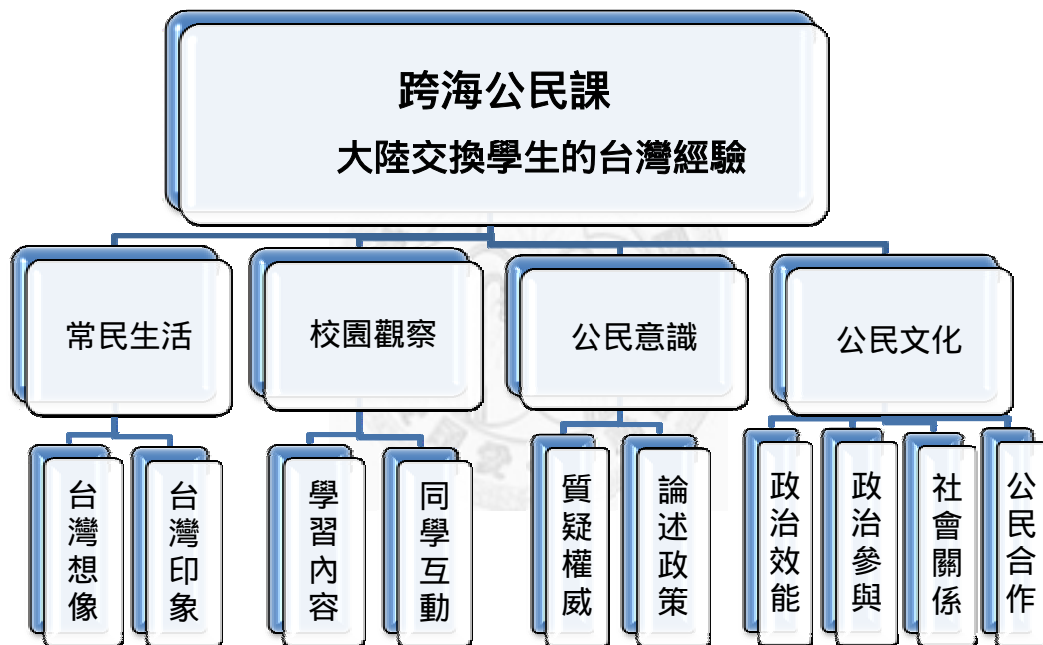 跨海公民課
大陸交換學生的台灣經驗
常民生活
校園觀察
公民意識
公民文化
台灣想像
台灣印象
學習內容
同學互動
質疑權威
論述政策
政治效能
政治參與
社會關係
公民合作